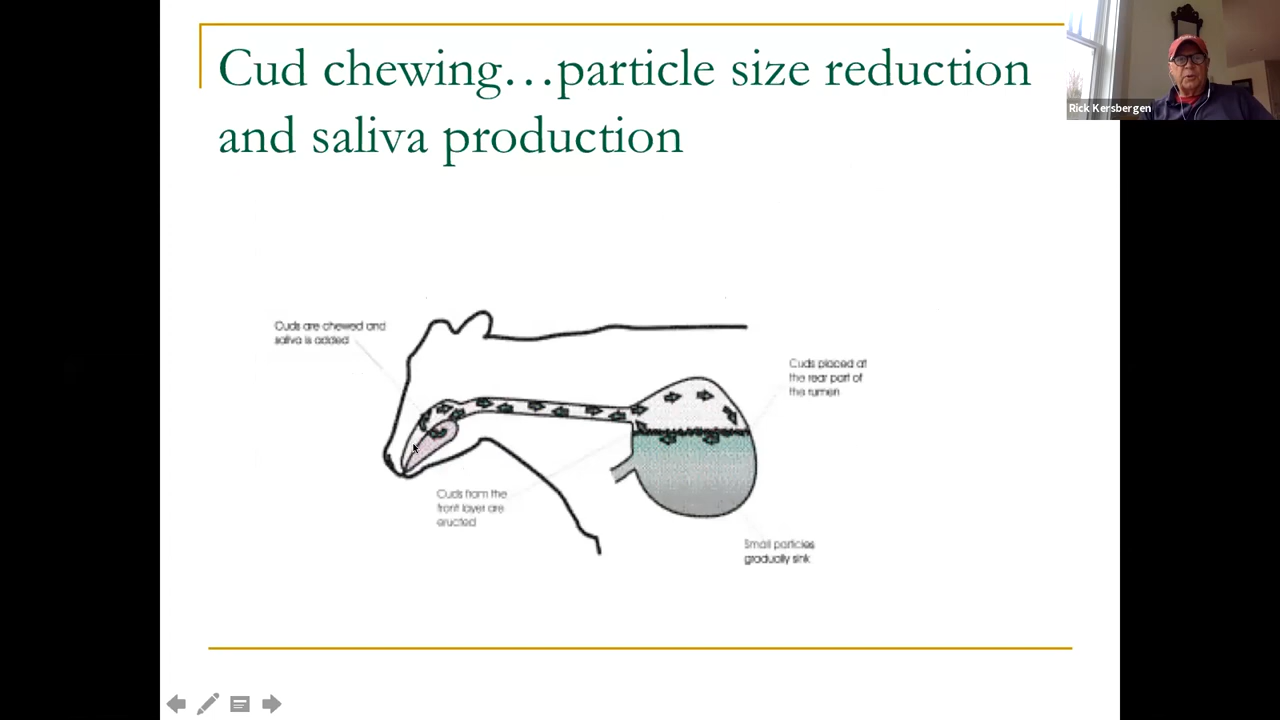 Cud chewing…particle size reduction
and saliva production
Rick Kersbergen
Cuds are chewed and
saliva is added
Cuds placed at
the rear part of
the rumen
Cuds from the
front layer are
eructed
Small particles
gradually sink